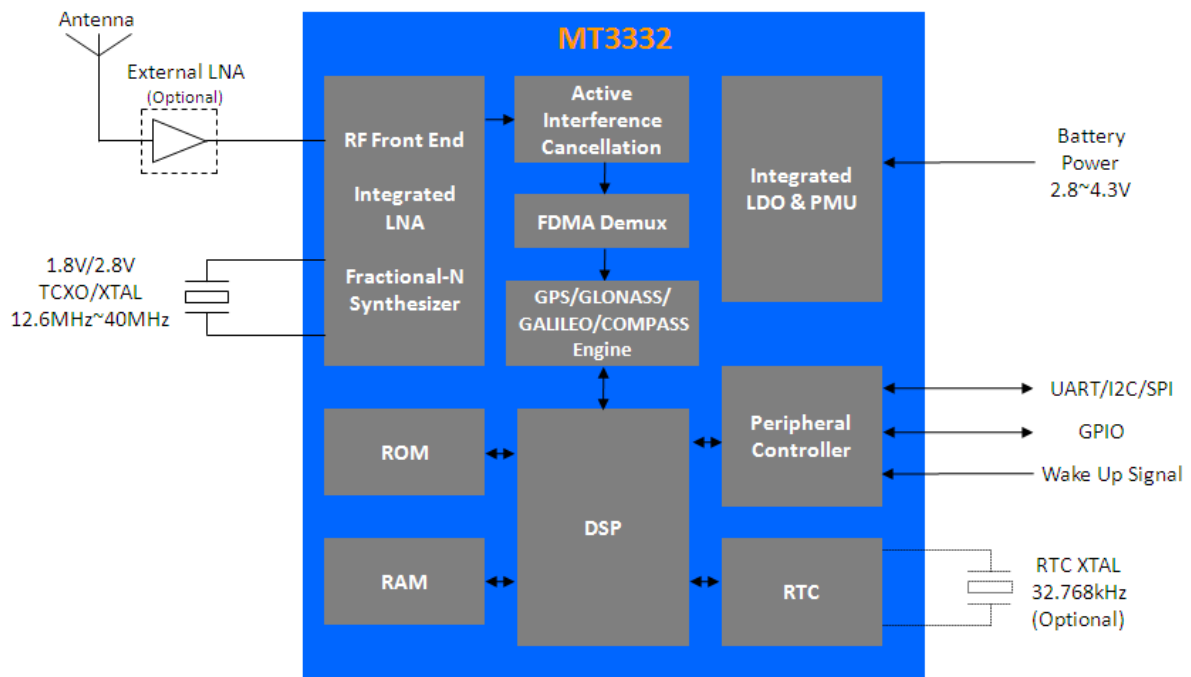 Antenna
External LNA
(Optional)
1.8V/2.8V
TCXO/XTAL
12.6MHz~40MHz
MT3332
RF Front End
Integrated
LNA
Fractional-N
Synthesizer
Active
Interference
Cancellation
FDMA Demux
GPS/GLONASS/
GALILEO/COMPASS
Engine
Integrated
LDO & PMU
Battery
Power
2.8~4.3V
ROM
RAM
DSP
Peripheral
Controller
RTC
UART/I2C/SPI
GPIO
Wake Up Signal
RTC XTAL
32.768kHz
(Optional)